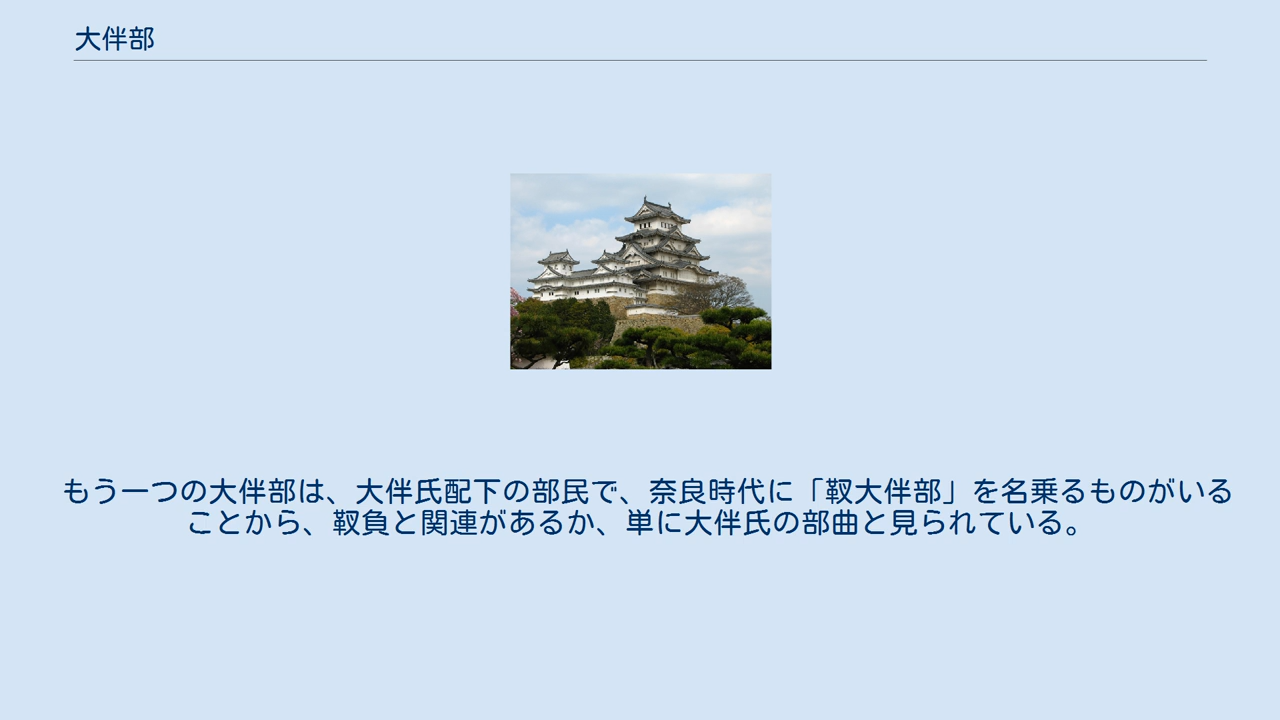 大伴部
もう一つの大伴部は、大伴氏配下の部民で、奈良時代に「靫大伴部」を名乗るものがいる
ことから、靫負と関連があるか、単に大伴氏の部曲と見られている。